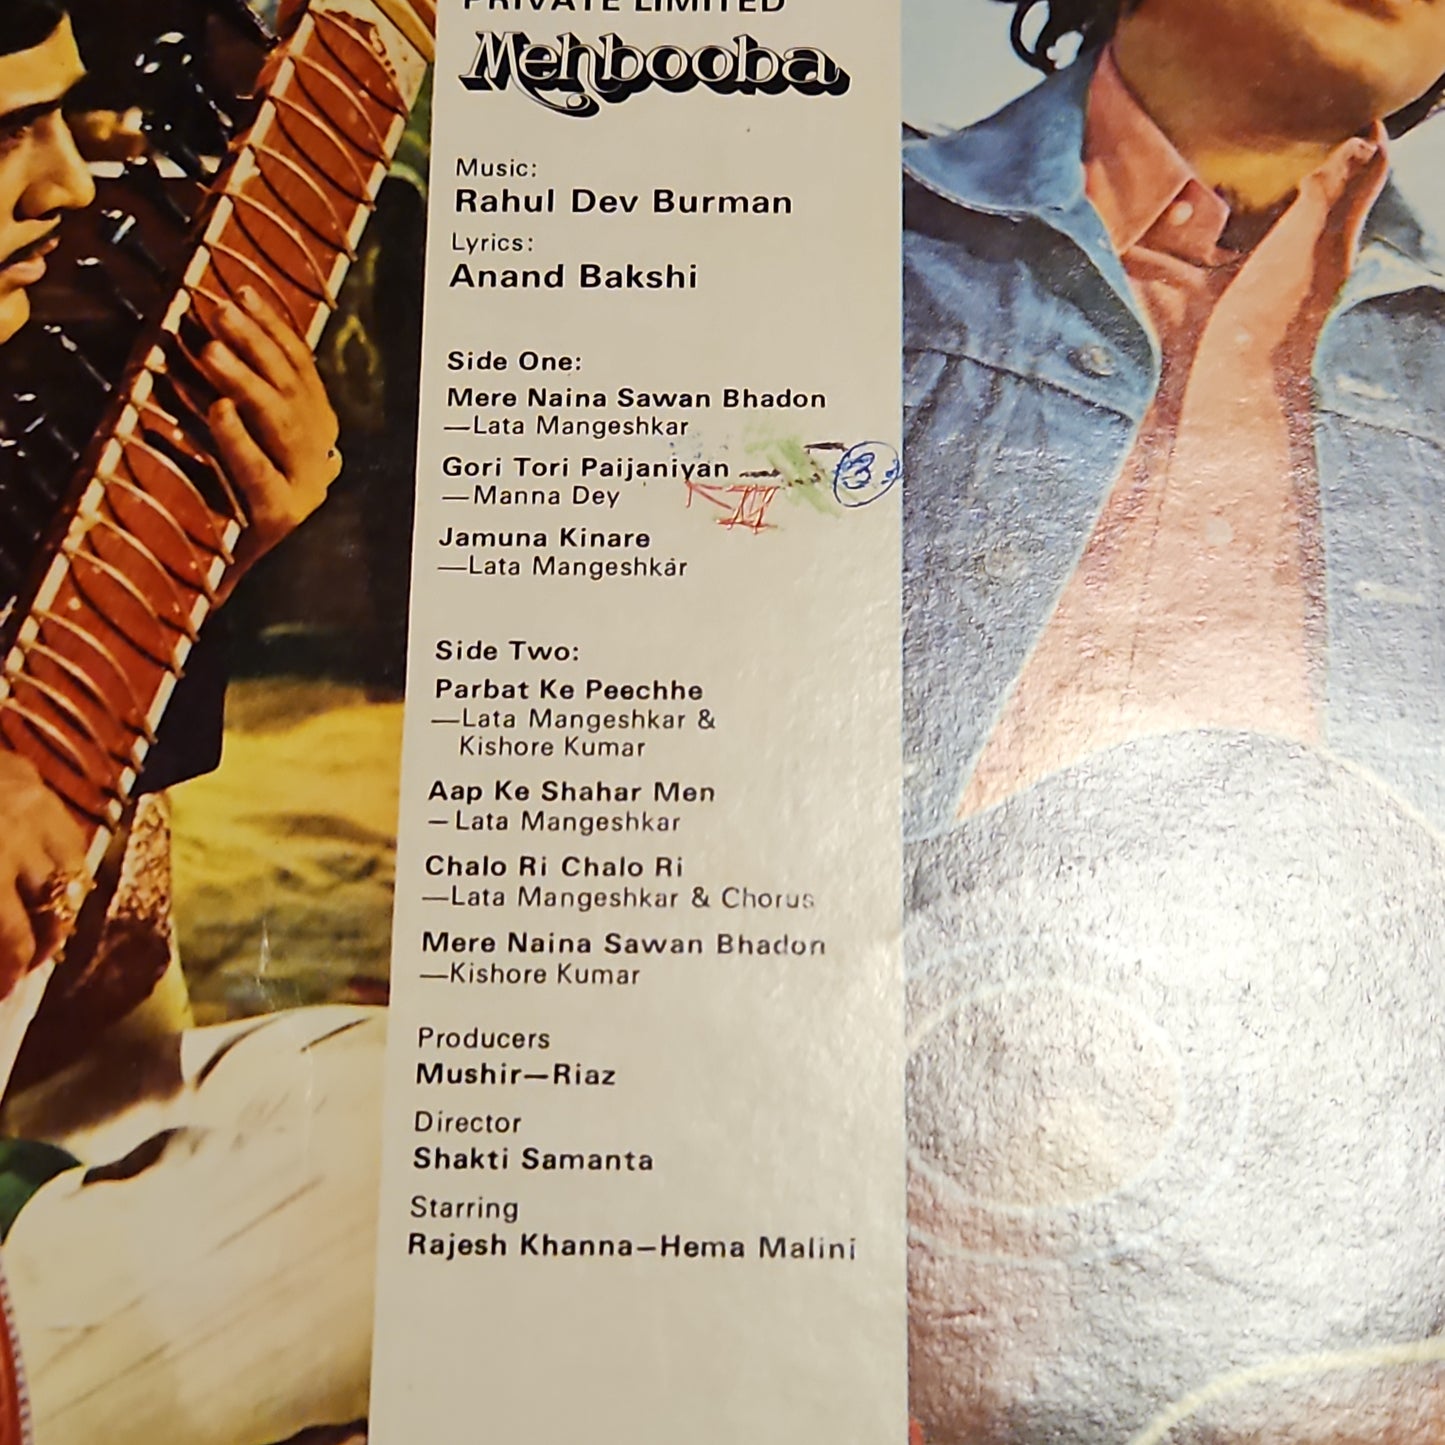 PRIVATE LIMITED
Mehbooba
Music:
Rahul Dev Burman
Lyrics:
Anand Bakshi
Side One:
Mere Naina Sawan Bhadon
—Lata Mangeshkar
Gori Tori Paijaniyan — 3.
—Manna Dey
Jamuna Kinare
—Lata Mangeshkar
Side Two:
Parbat Ke Peechhe
—Lata Mangeshkar &
Kishore Kumar
Aap Ke Shahar Men
—Lata Mangeshkar
Chalo Ri Chalo Ri
—Lata Mangeshkar & Chorus
Mere Naina Sawan Bhadon
—Kishore Kumar
Producers
Mushir—Riaz
Director
Shakti Samanta
Starring
Rajesh Khanna—Hema Malini